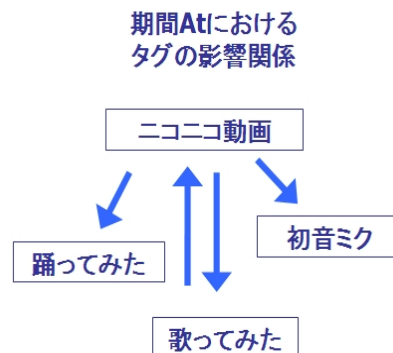 期間Atにおける
タグの影響関係
ニコニコ動画
初音ミク
踊ってみた
歌ってみた